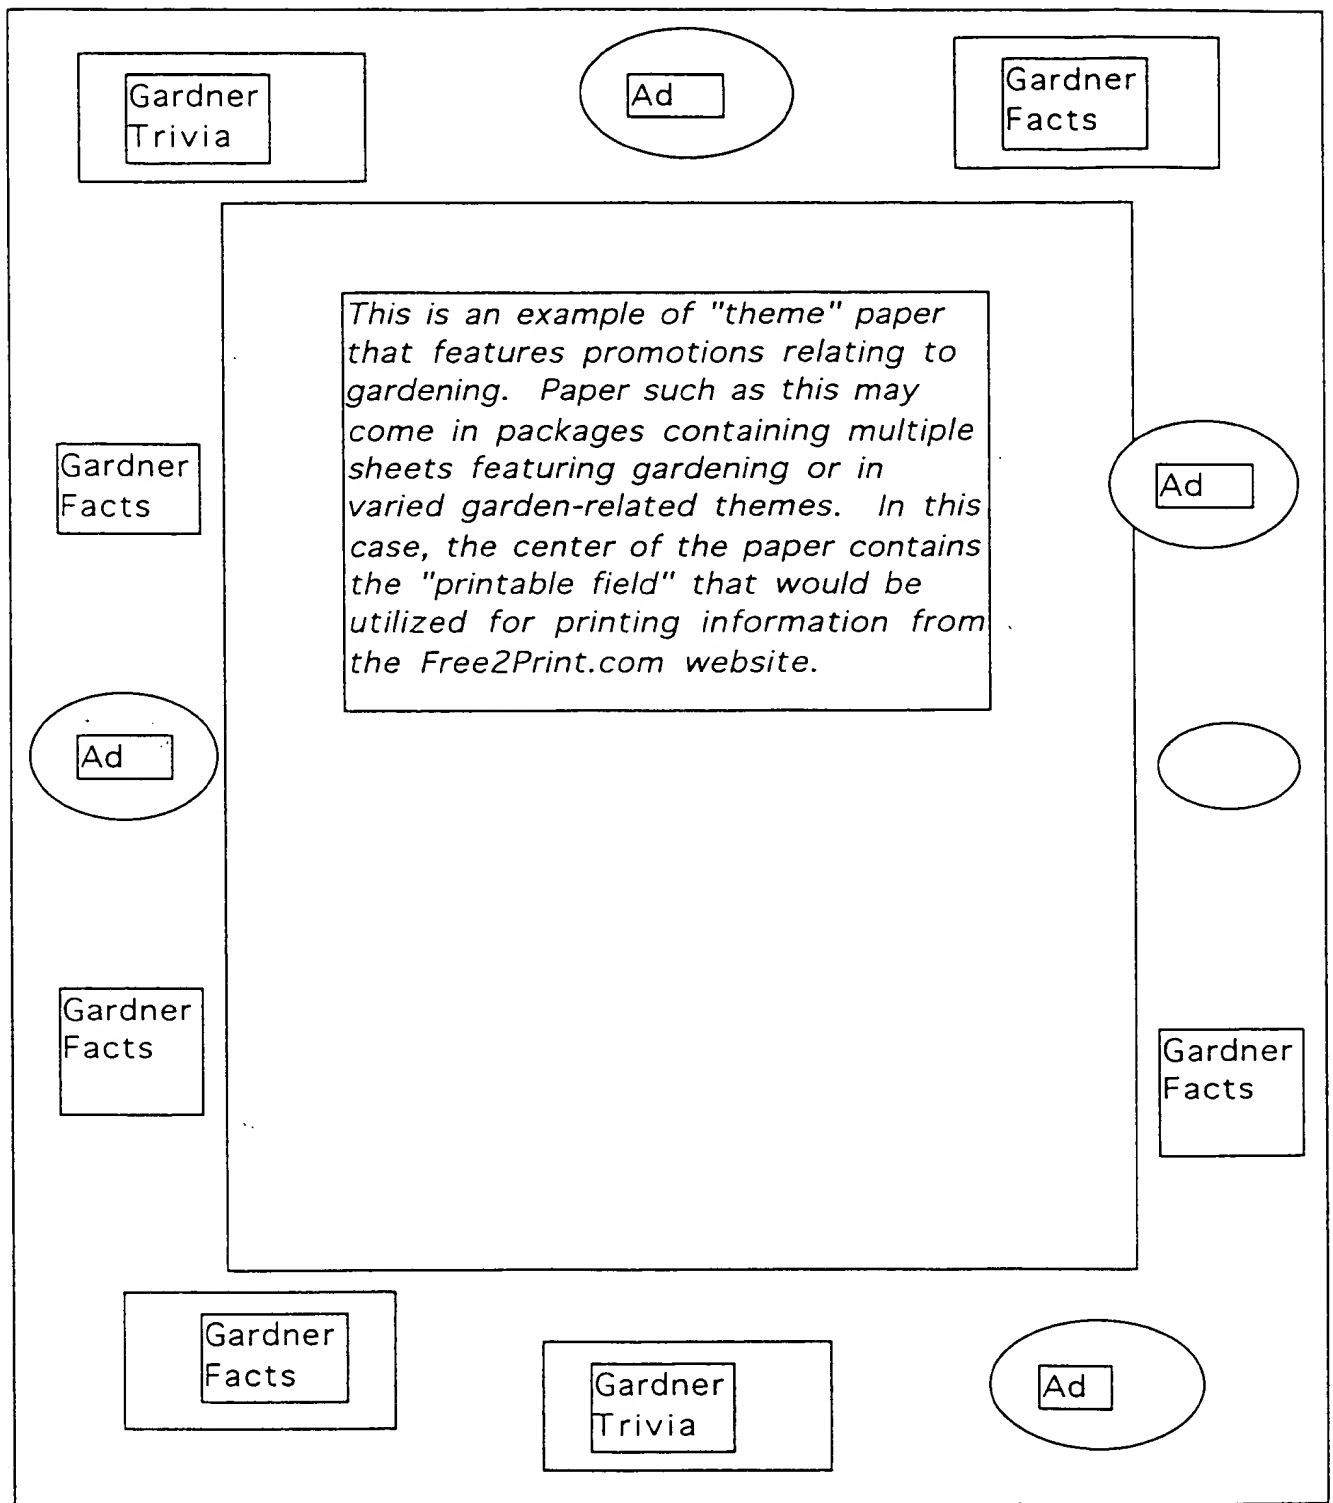 Gardner
Trivia
Ad
Gardner
Facts
This is an example of "theme" paper
that features promotions relating to
gardening. Paper such as this may
come in packages containing multiple
sheets featuring gardening or in
varied garden-related themes. In this
case, the center of the paper contains
the "printable field" that would be
utilized for printing information from
the Free2Print.com website.
Gardner
Facts
Ad
Ad
Gardner
Facts
Gardner
Facts
Gardner
Facts
Gardner
Trivia
Ad